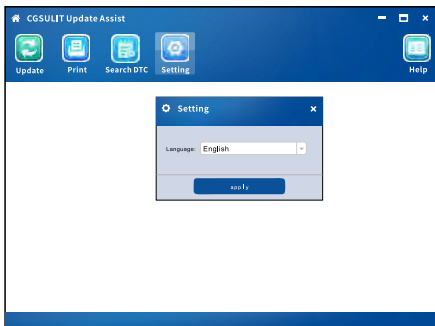 CGSULIT Update Assist
Update Print Search DTC Setting Help
Setting
Language: English
apply